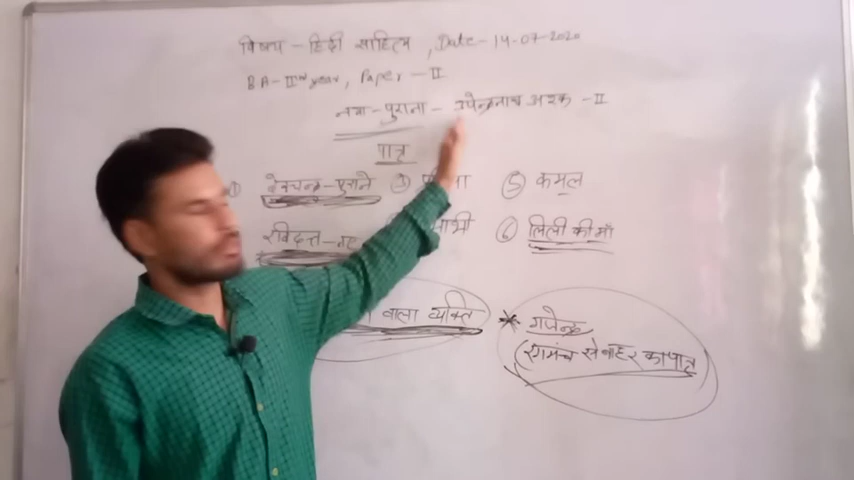 विषय - हिंदी साहित्य, Date - 14-07-2020
BA - IInd year, Paper - II
नया - पुराना - उपेन्द्रनाथ अश्क - II
पात्र
① देवचन्द्र - पुराने ③ ⑤ कमल
रविदत्त - ⑥ लिली की माँ
वाला व्यक्ति * गजेन्द्र
(रंगमंच से बाहर का पात्र)